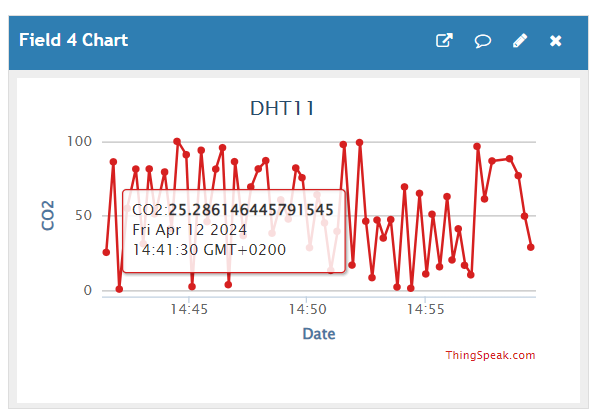 Field 4 Chart
DHT11
100
50
0
CO2
CO2:25.286146445791545
Fri Apr 12 2024
14:41:30 GMT+0200
14:45
14:50
14:55
Date
ThingSpeak.com